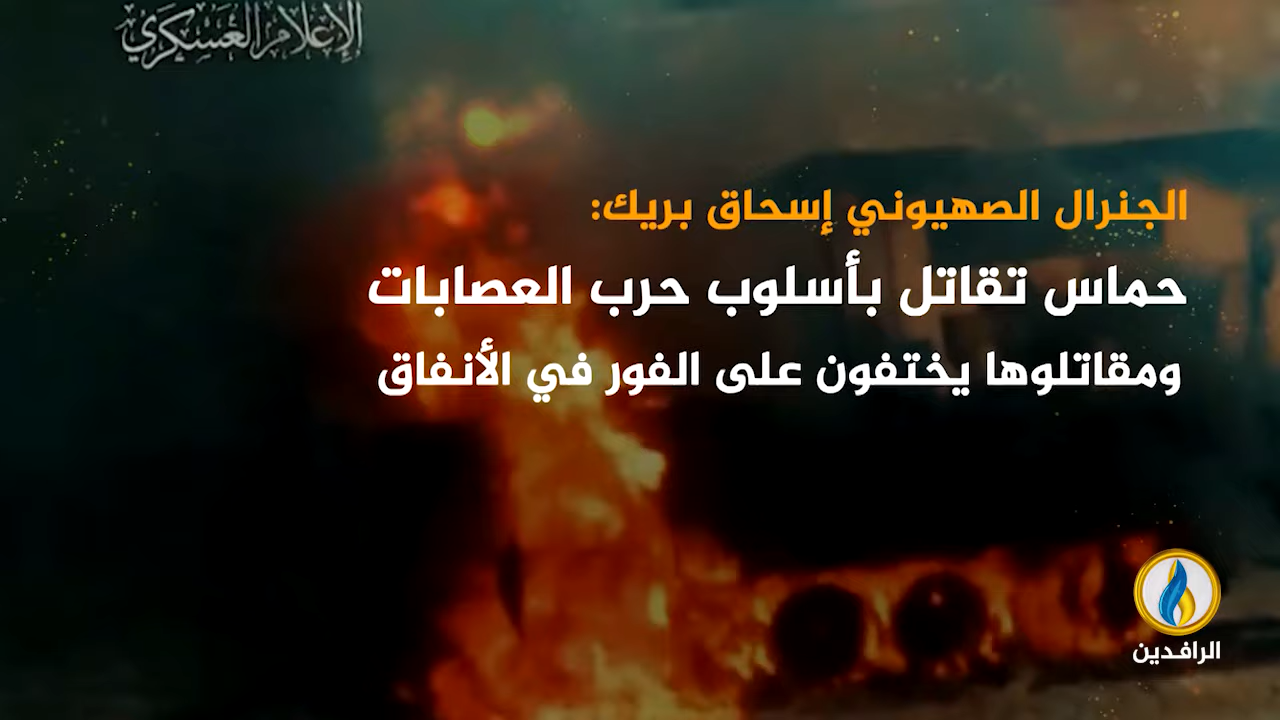 الإعلام العسكري
الجنرال الصهيوني إسحاق بريك:
حماس تقاتل بأسلوب حرب العصابات
ومقاتلوها يختفون على الفور في الأنفاق
الرافدين